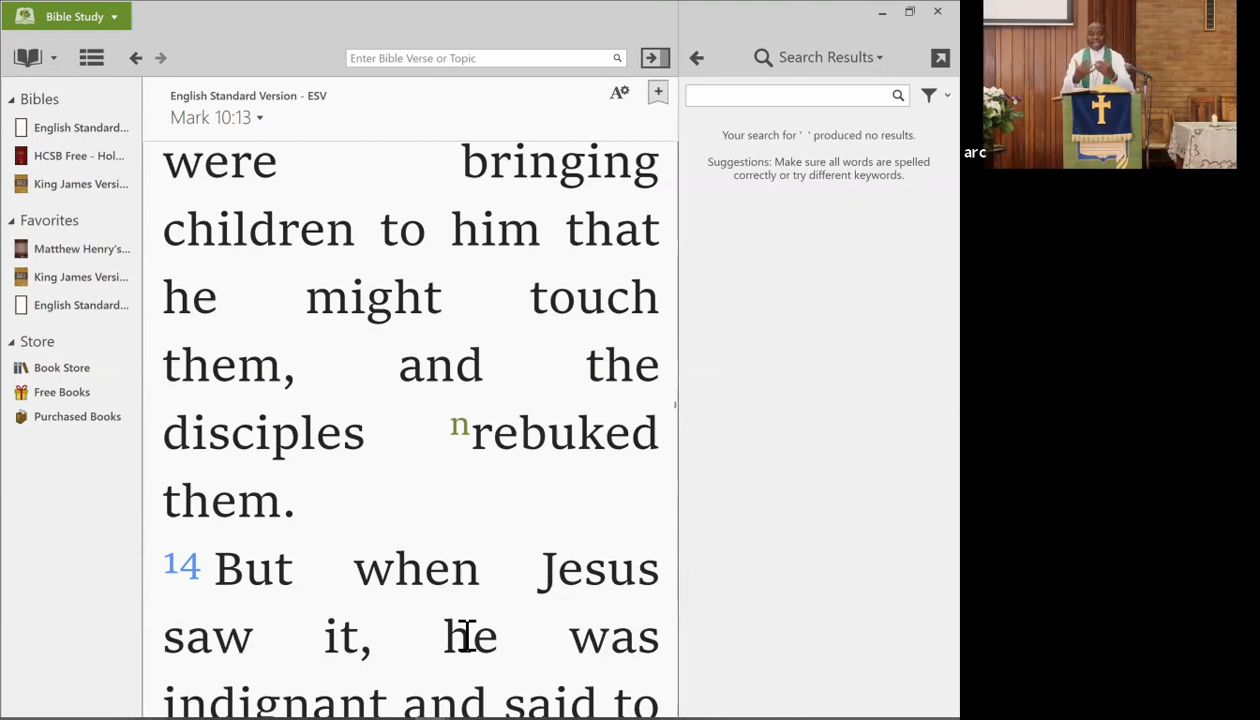 Bible Study
Enter Bible Verse or Topic
Bibles
English Standard...
HCSB Free - Hol...
King James Versi...
Favorites
Matthew Henry's...
King James Versi...
English Standard...
Store
Book Store
Free Books
Purchased Books
English Standard Version - ESV
A
Mark 10:13
were bringing
children to him that
he might touch
them, and the
disciples nrebuked
them.
14 But when Jesus
saw it, he was
indignant and said to
Search Results
Your search for ' ' produced no results.
Suggestions: Make sure all words are spelled
correctly or try different keywords.
arc